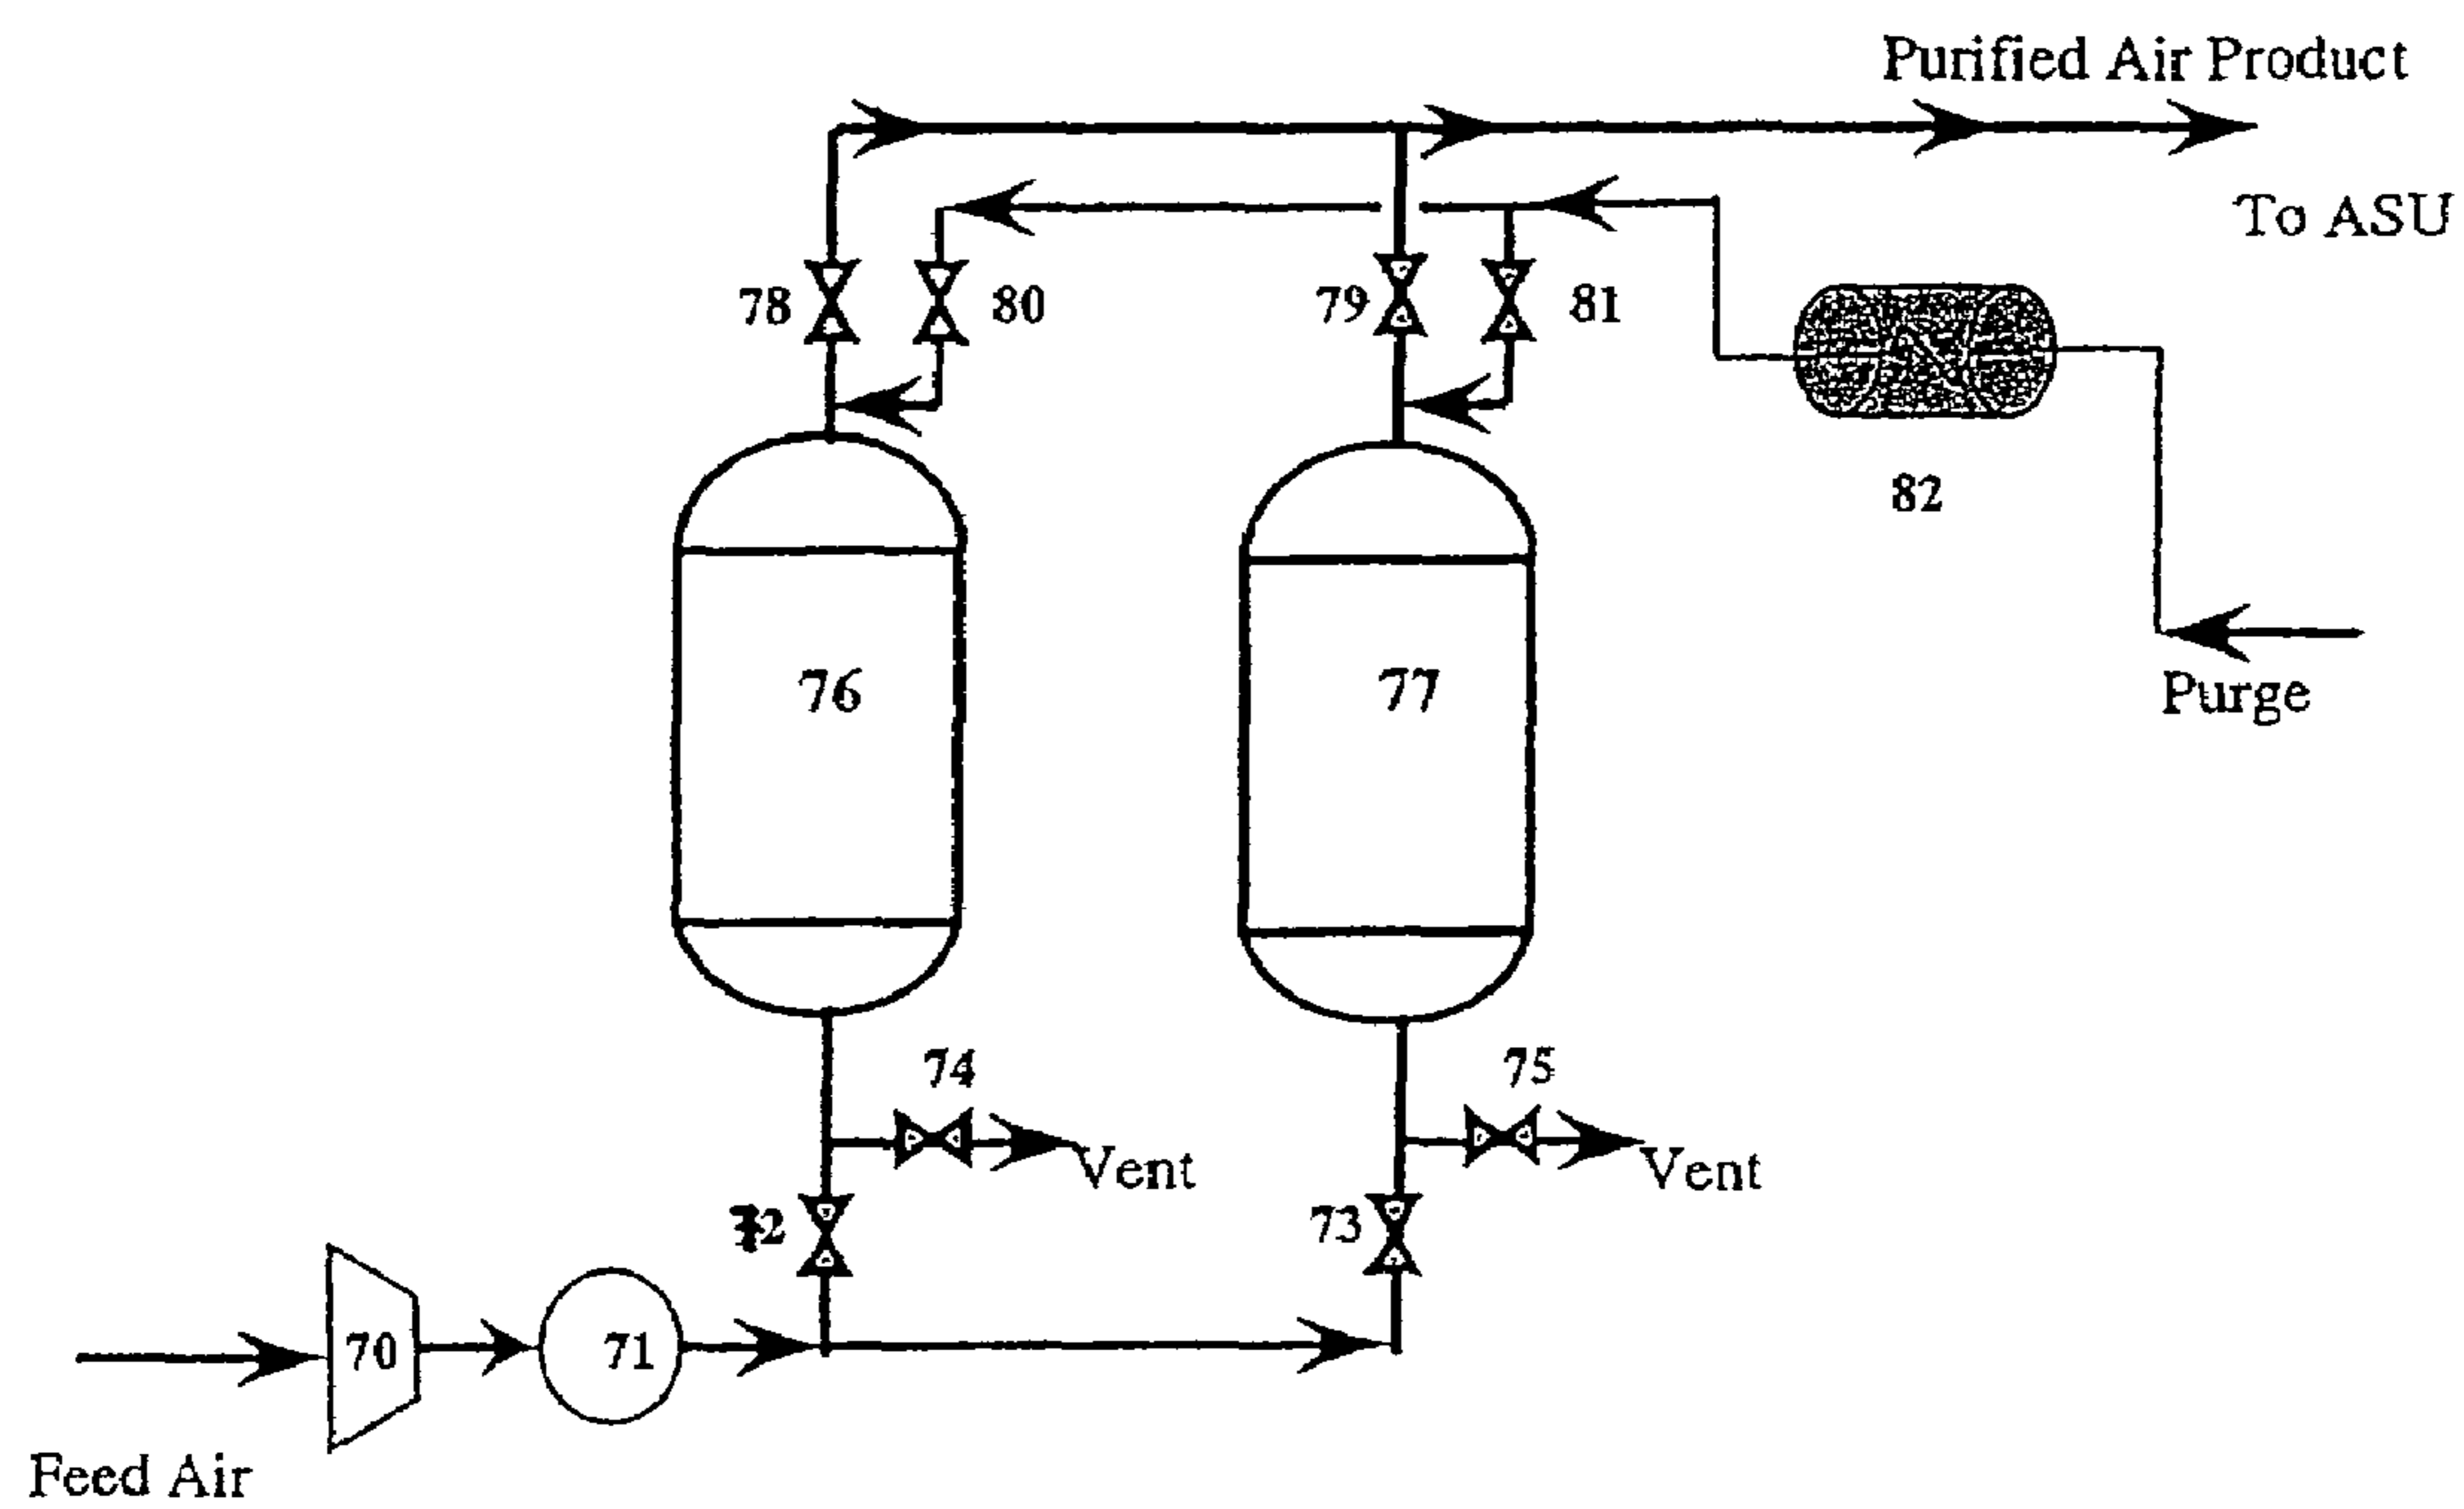 Purified Air Product
To ASU
78
80
79
81
82
76
77
Purge
74
75
Vent
Vent
72
73
70
71
Feed Air